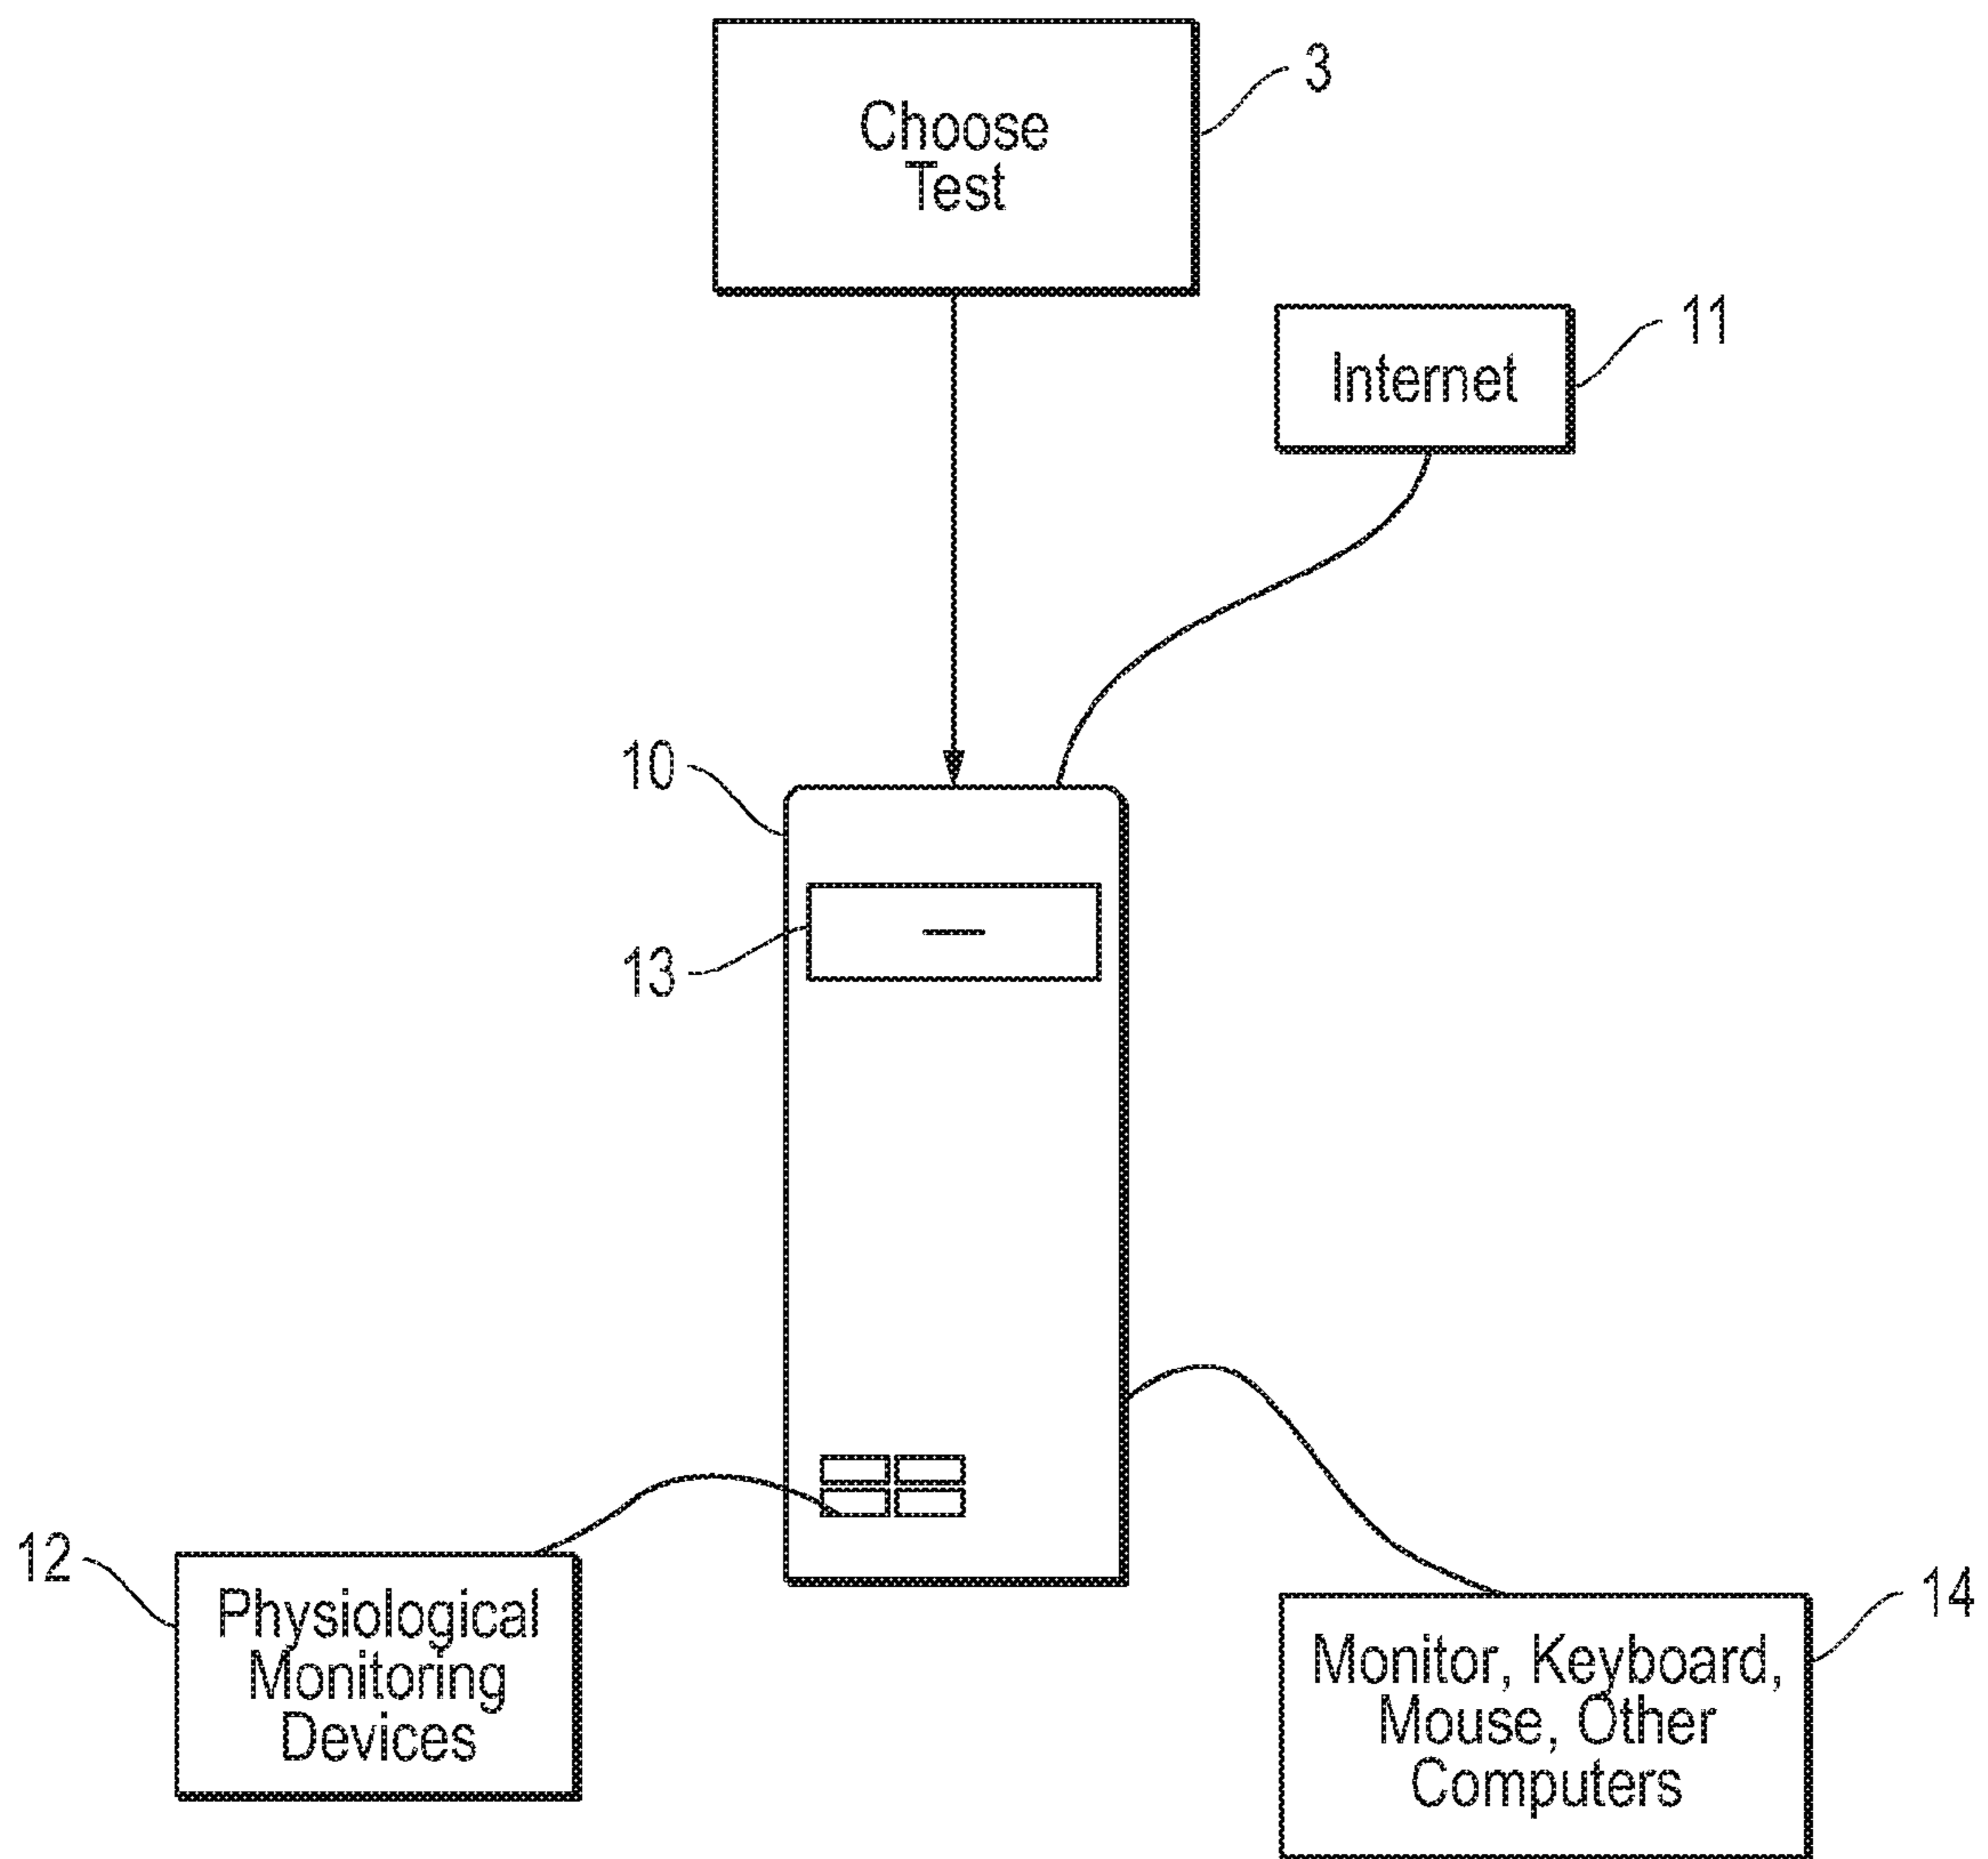 Choose
Test
3
Internet
11
10
13
12
Physiological
Monitoring
Devices
14
Monitor, Keyboard,
Mouse, Other
Computers